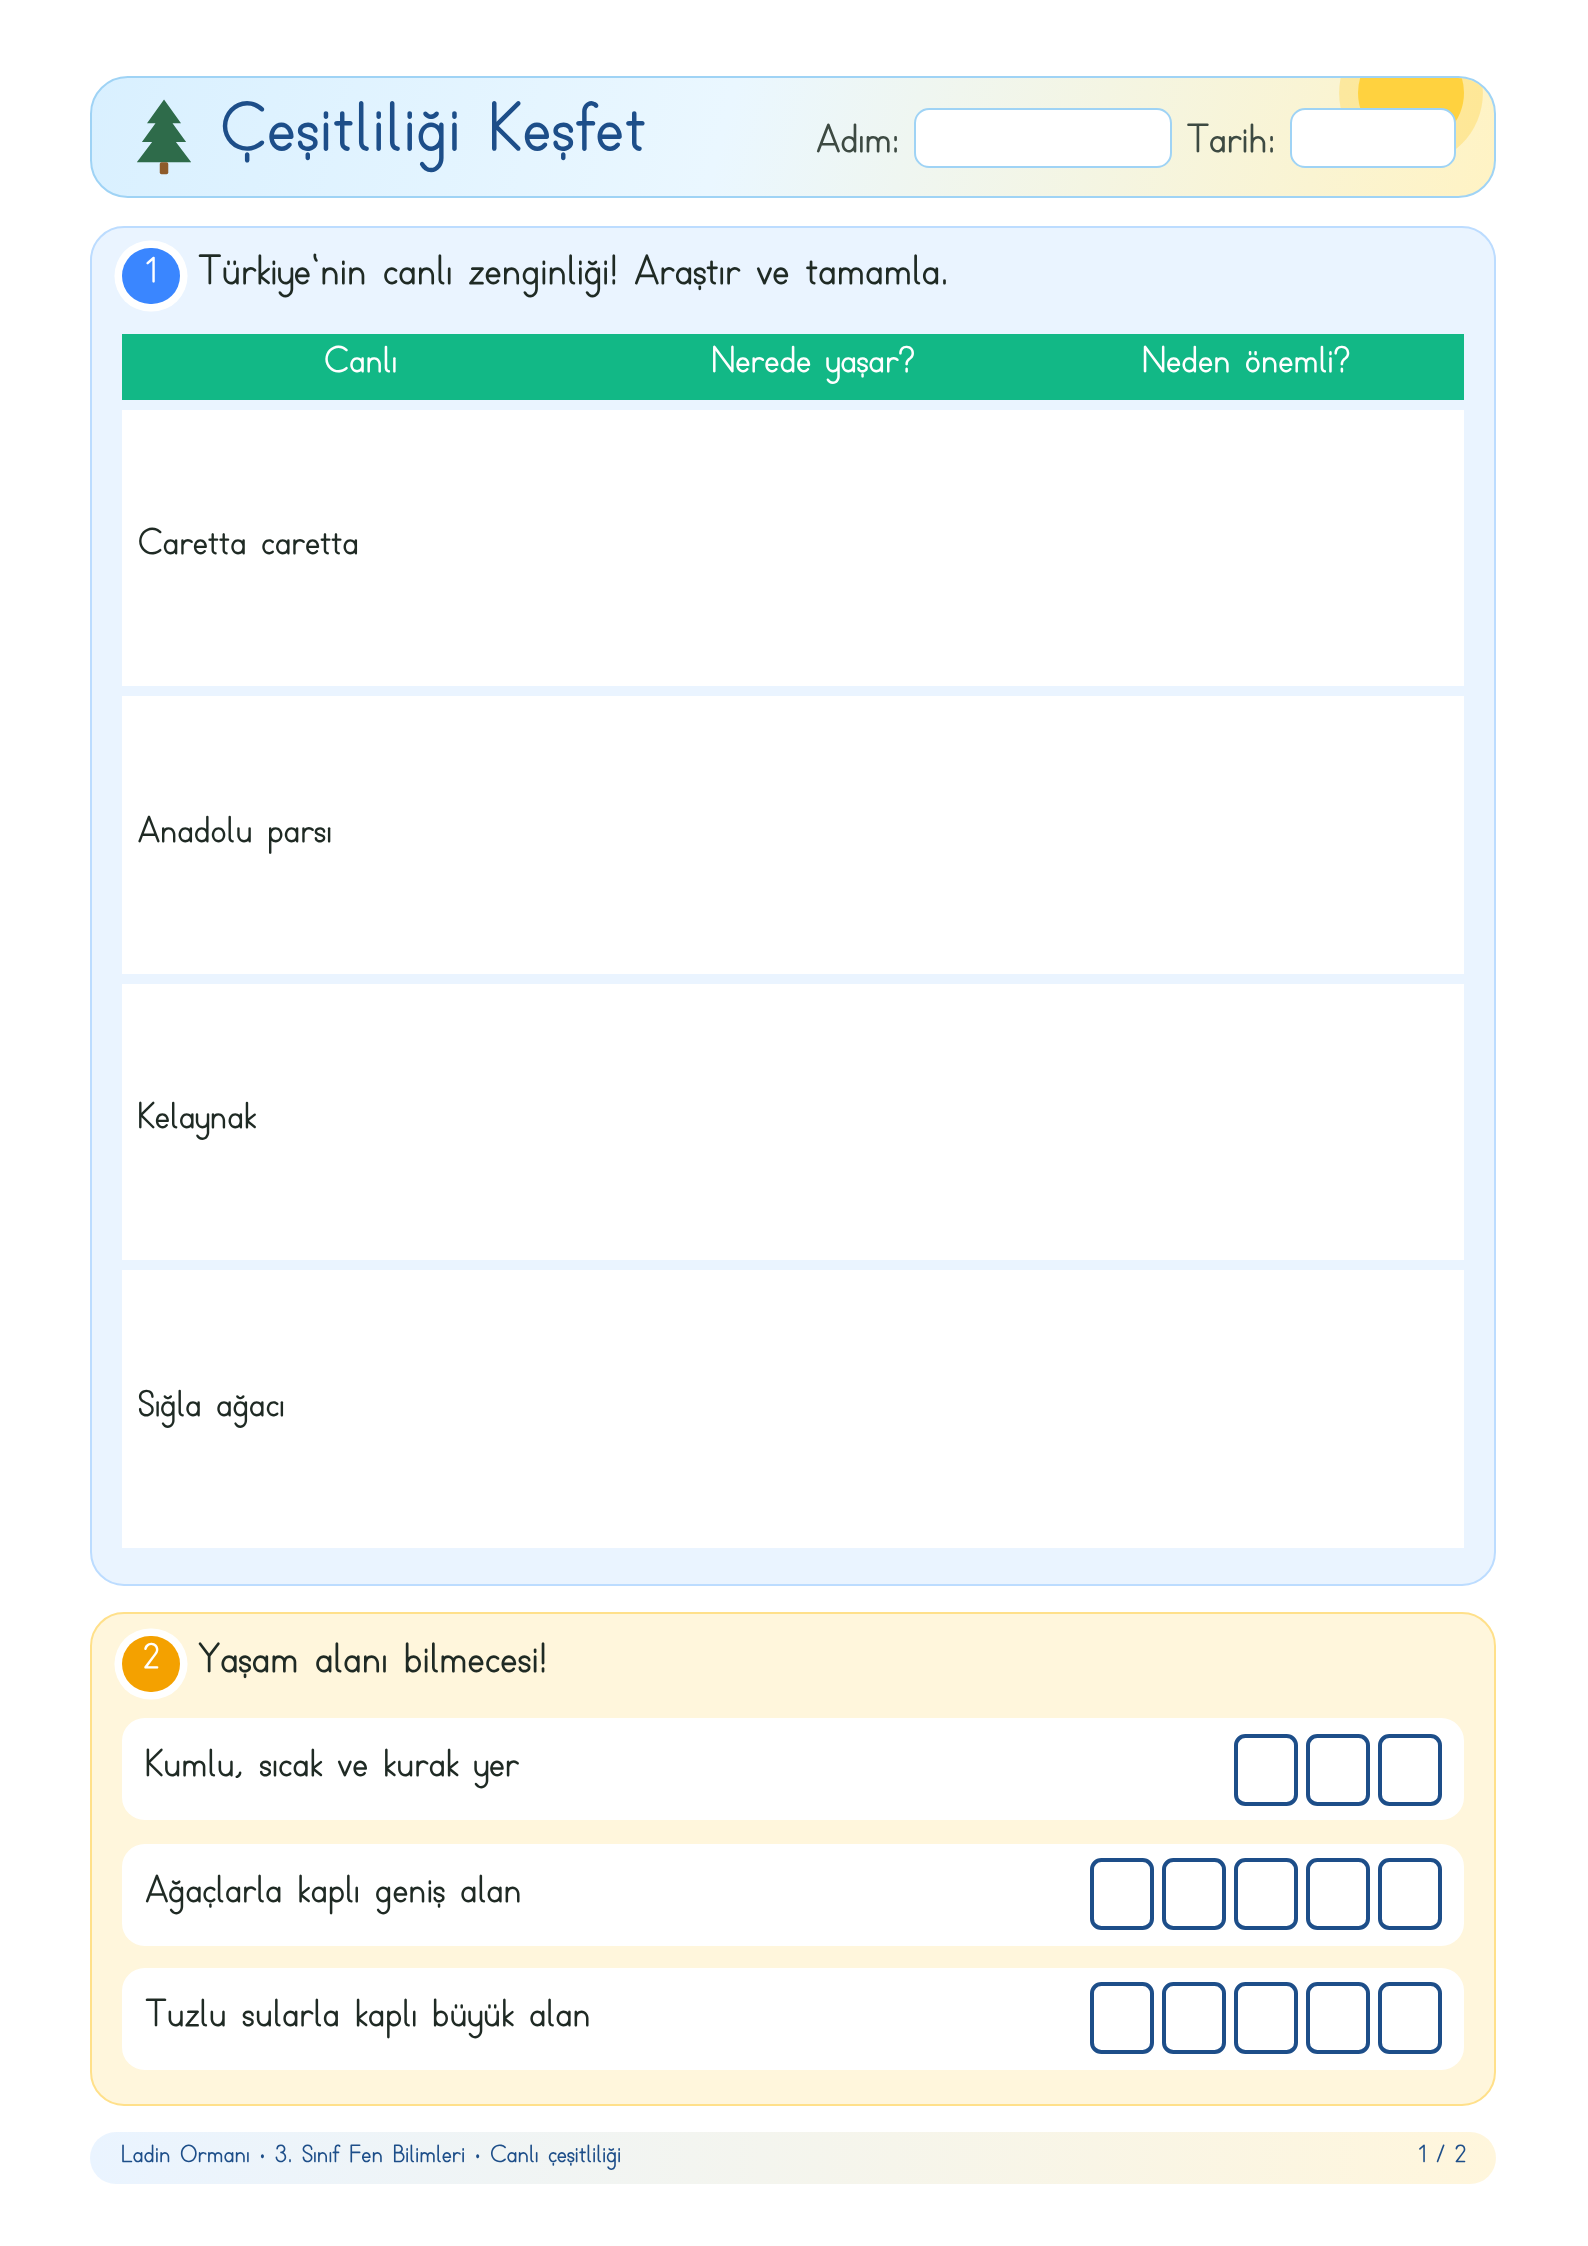 Çeşitliliği Keşfet
Adım:
Tarih:
1 Türkiye'nin canlı zenginliği! Araştır ve tamamla.
Canlı Nerede yaşar? Neden önemli?
Caretta caretta
Anadolu parsı
Kelaynak
Sığla ağacı
2 Yaşam alanı bilmecesi!
Kumlu, sıcak ve kurak yer
Ağaçlarla kaplı geniş alan
Tuzlu sularla kaplı büyük alan
Ladin Ormanı • 3. Sınıf Fen Bilimleri • Canlı çeşitliliği 1 / 2